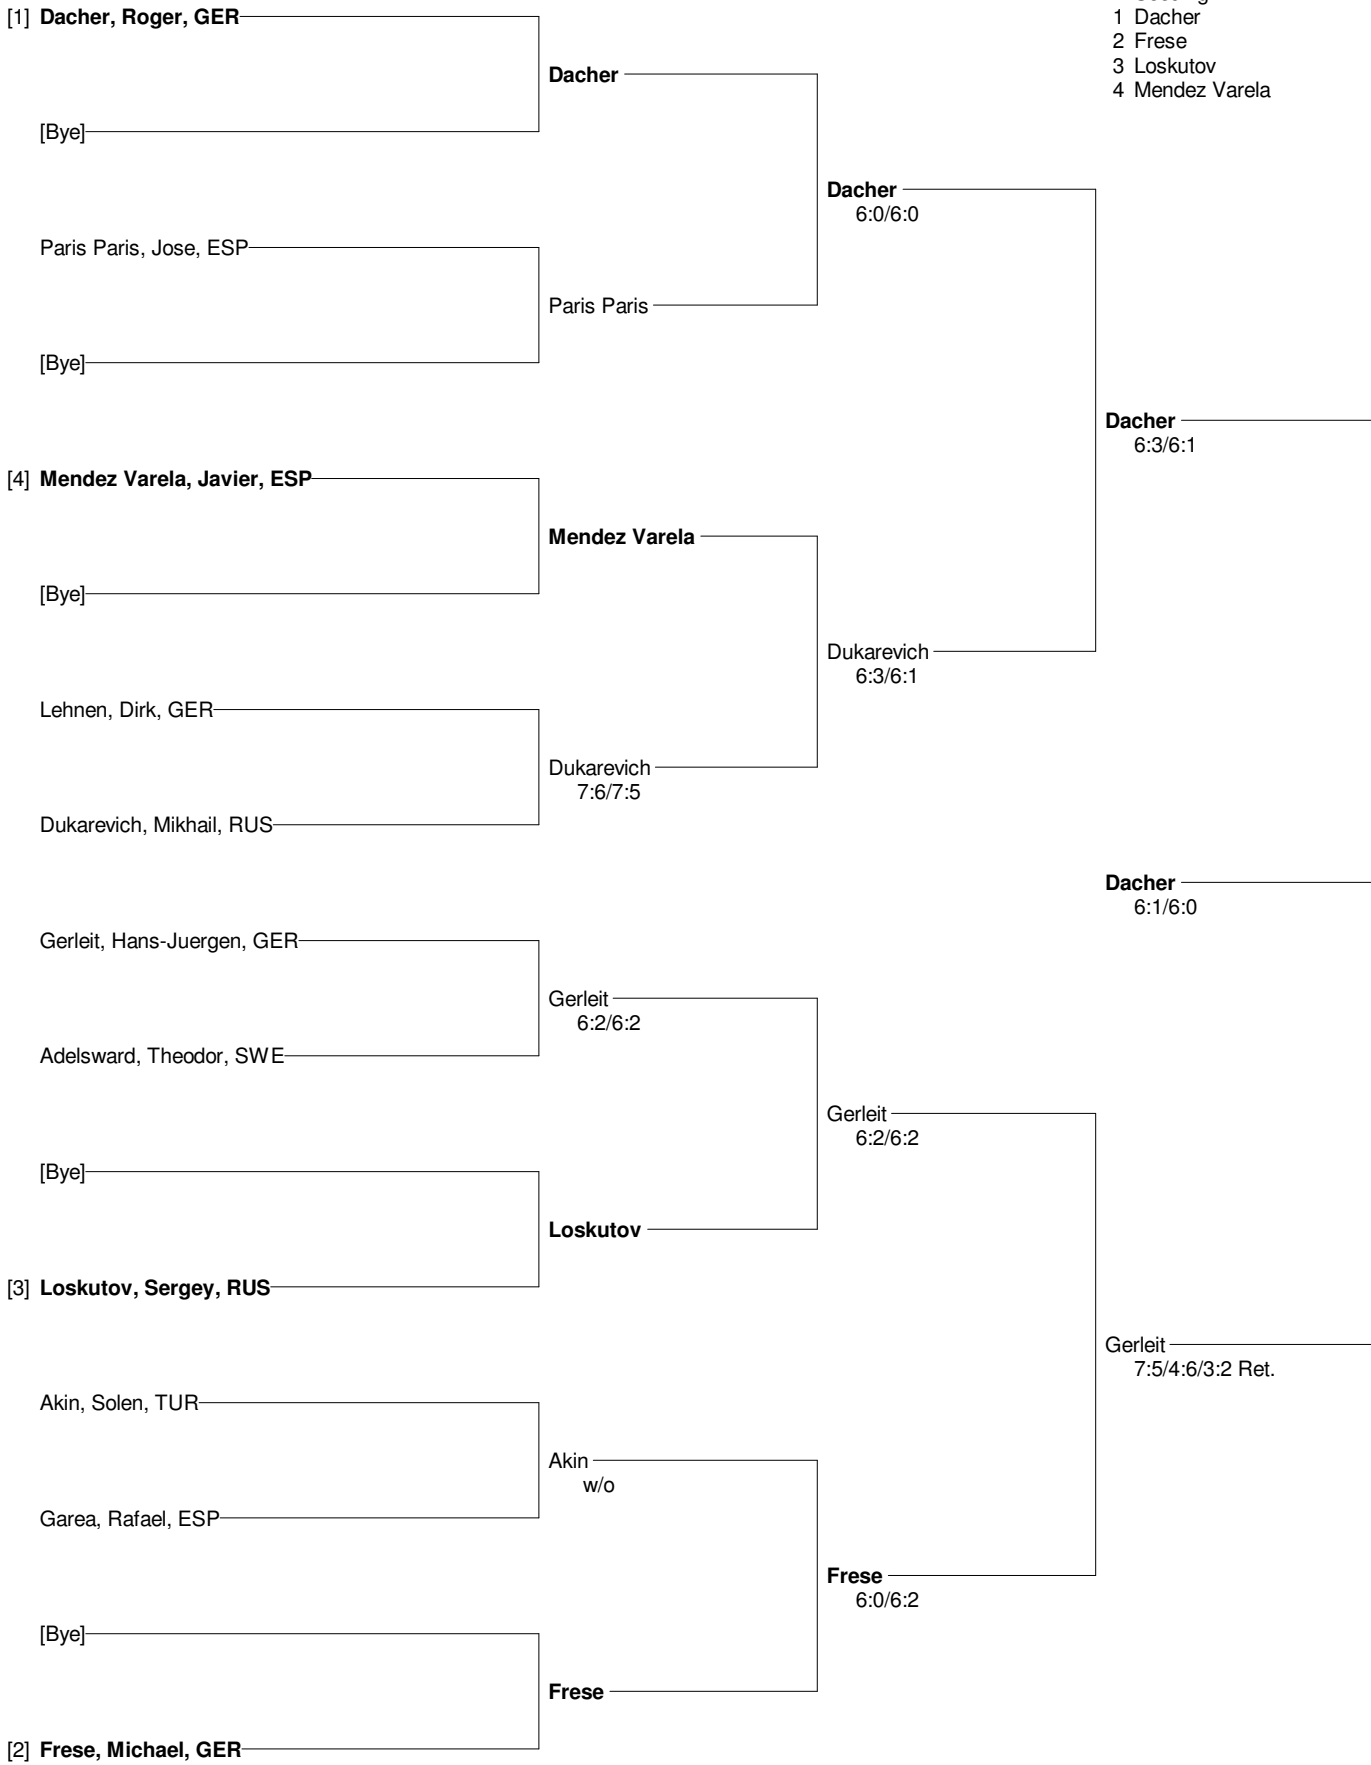 [1] Dacher, Roger, GER
1 Dacher
2 Frese
3 Loskutov
4 Mendez Varela
Dacher
[Bye]
Dacher
6:0/6:0
Paris Paris, Jose, ESP
Paris Paris
[Bye]
Dacher
6:3/6:1
[4] Mendez Varela, Javier, ESP
Mendez Varela
[Bye]
Dukarevich
6:3/6:1
Lehnen, Dirk, GER
Dukarevich
7:6/7:5
Dukarevich, Mikhail, RUS
Dacher
6:1/6:0
Gerleit, Hans-Juergen, GER
Gerleit
6:2/6:2
Adelsward, Theodor, SWE
Gerleit
6:2/6:2
[Bye]
Loskutov
[3] Loskutov, Sergey, RUS
Gerleit
7:5/4:6/3:2 Ret.
Akin, Solen, TUR
Akin
w/o
Garea, Rafael, ESP
Frese
6:0/6:2
[Bye]
Frese
[2] Frese, Michael, GER